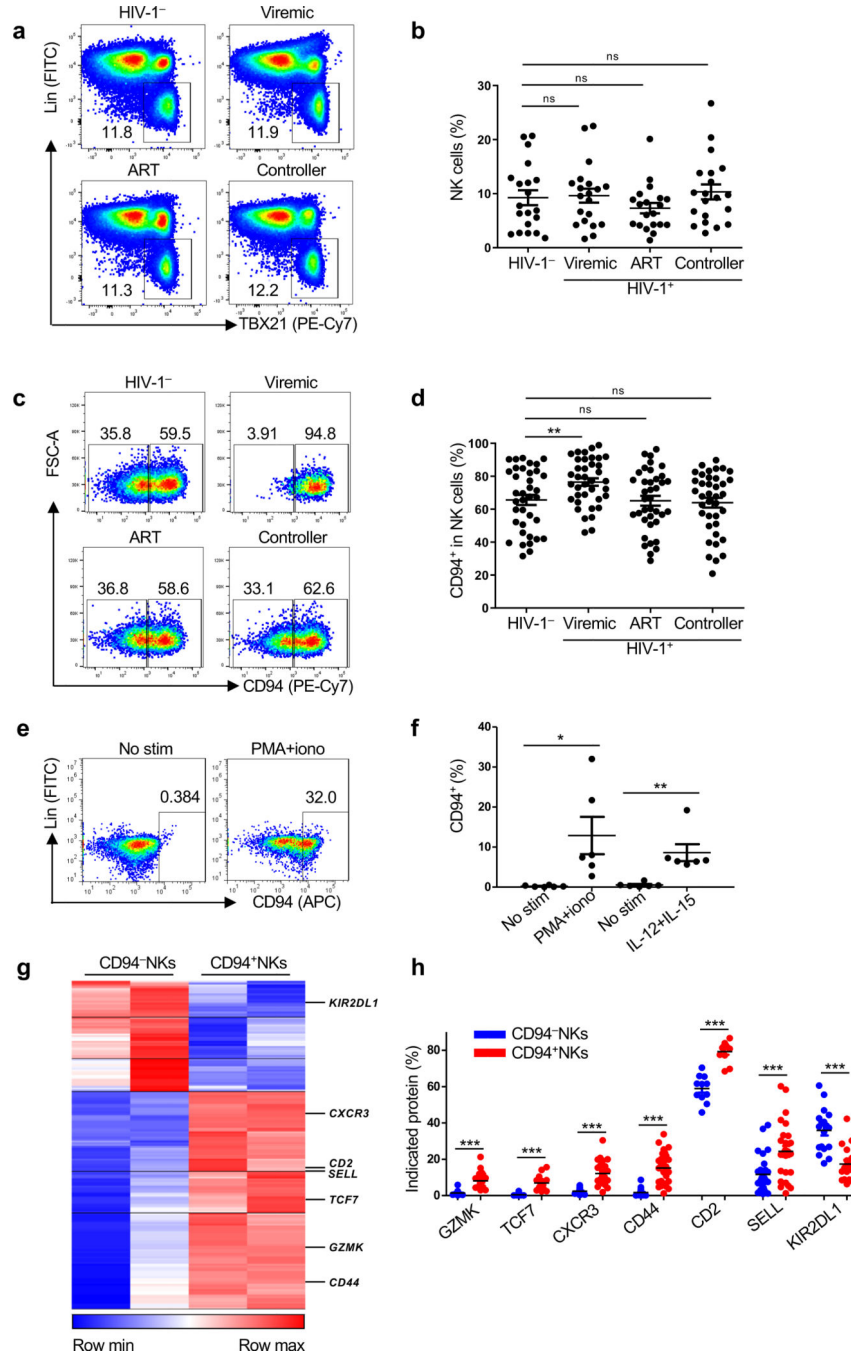 a
HIV-1⁻ Viremic
Lin (FITC)
11.8 11.9
ART Controller
11.3 12.2
TBX21 (PE-Cy7)
b
NK cells (%)
30
20
10
0
ns
ns
ns
HIV-1⁻ Viremic ART Controller
HIV-1⁺
c
HIV-1⁻ Viremic
FSC-A
35.8 59.5 3.91 94.8
ART Controller
36.8 58.6 33.1 62.6
CD94 (PE-Cy7)
d
CD94⁺ in NK cells (%)
100
80
60
40
20
0
ns
ns
**
HIV-1⁻ Viremic ART Controller
HIV-1⁺
e
No stim PMA+iono
Lin (FITC)
0.384 32.0
CD94 (APC)
f
CD94⁺ (%)
40
30
20
10
0
* **
No stim PMA+iono No stim IL-12+IL-15
g
CD94⁻NKs CD94⁺NKs
KIR2DL1
CXCR3
CD2
SELL
TCF7
GZMK
CD44
Row min Row max
h
CD94⁻NKs
CD94⁺NKs
Indicated protein (%)
80
60
40
20
0
*** *** *** *** *** *** ***
GZMK TCF7 CXCR3 CD44 CD2 SELL KIR2DL1